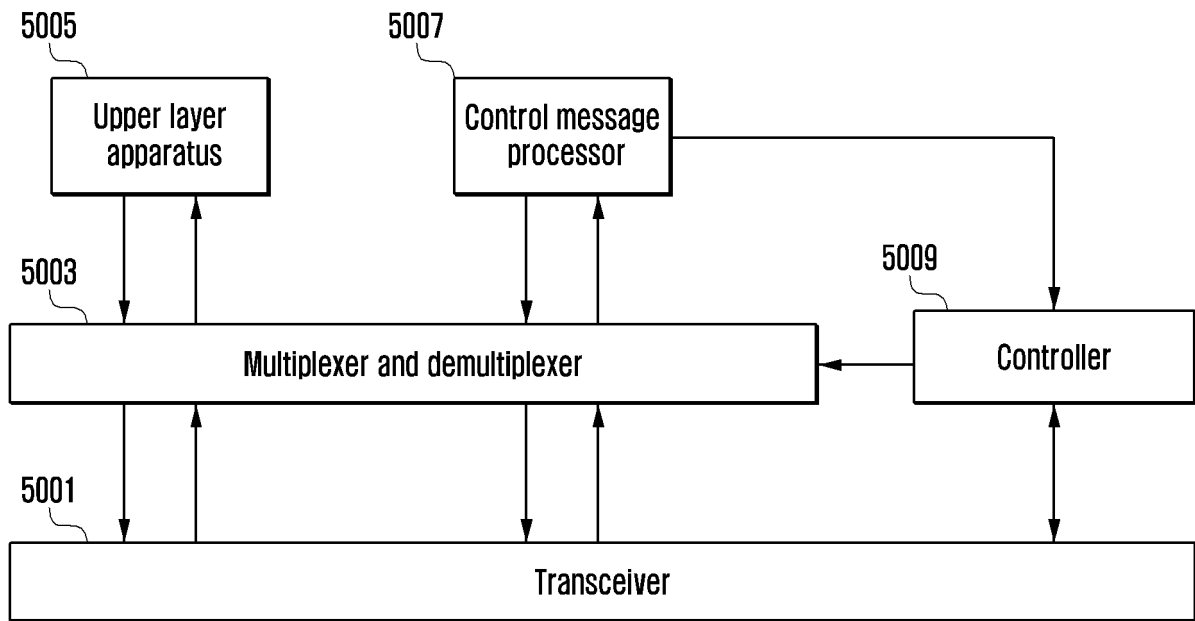 5005
5007
Upper layer
apparatus
Control message
processor
5003
5009
Multiplexer and demultiplexer
Controller
5001
Transceiver